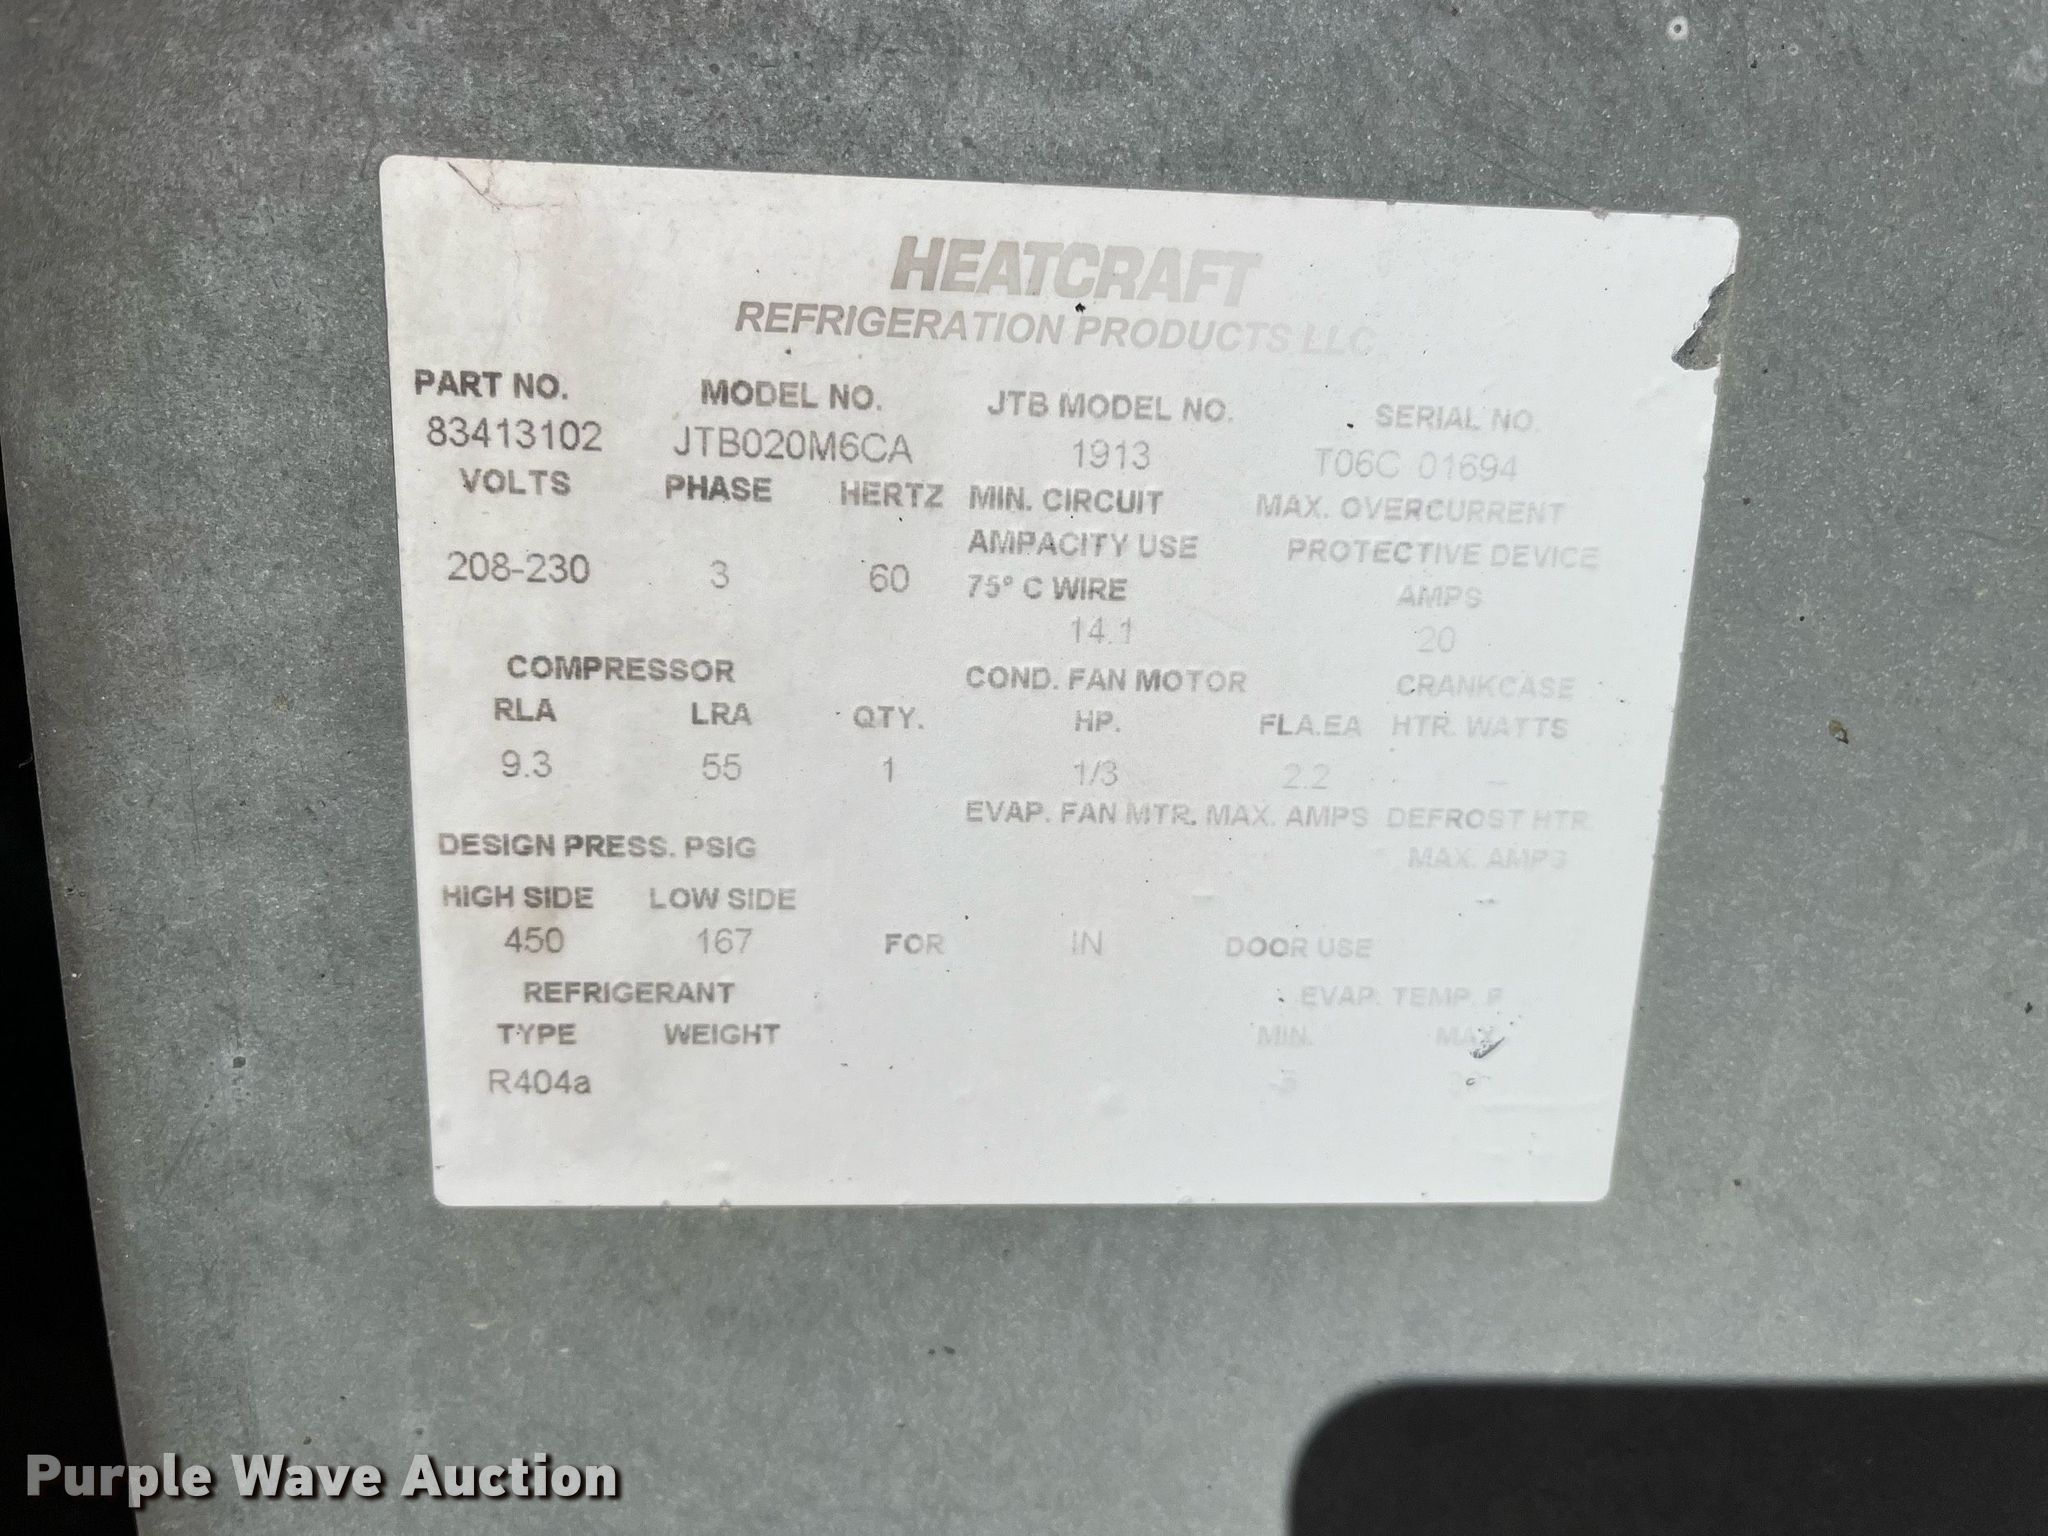 HEATCRAFT
REFRIGERATION PRODUCTS LLC
PART NO. MODEL NO. JTB MODEL NO. SERIAL NO.
83413102 JTB020M6CA 1913 T06C 01694
VOLTS PHASE HERTZ MIN. CIRCUIT MAX. OVERCURRENT
AMPACITY USE PROTECTIVE DEVICE
208-230 3 60 75° C WIRE AMPS
14.1 20
COMPRESSOR COND. FAN MOTOR CRANKCASE
RLA LRA QTY. HP. FLA.EA HTR. WATTS
9.3 55 1 1/3 2.2 –
EVAP. FAN MTR. MAX. AMPS DEFROST HTR
DESIGN PRESS. PSIG MAX. AMPS
HIGH SIDE LOW SIDE – –
450 167 FOR IN DOOR USE
REFRIGERANT EVAP. TEMP. F
TYPE WEIGHT MIN. MAX
R404a
Purple Wave Auction